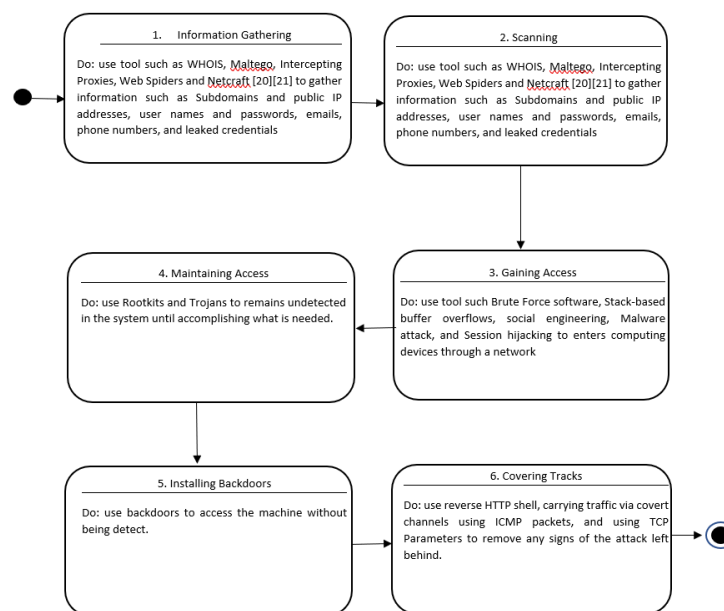 1. Information Gathering
Do: use tool such as WHOIS, Maltego, Intercepting
Proxies, Web Spiders and Netcraft [20][21] to gather
information such as Subdomains and public IP
addresses, user names and passwords, emails,
phone numbers, and leaked credentials
2. Scanning
Do: use tool such as WHOIS, Maltego, Intercepting
Proxies, Web Spiders and Netcraft [20][21] to gather
information such as Subdomains and public IP
addresses, user names and passwords, emails,
phone numbers, and leaked credentials
3. Gaining Access
Do: use tool such Brute Force software, Stack-based
buffer overflows, social engineering, Malware
attack, and Session hijacking to enters computing
devices through a network
4. Maintaining Access
Do: use Rootkits and Trojans to remains undetected
in the system until accomplishing what is needed.
5. Installing Backdoors
Do: use backdoors to access the machine without
being detect.
6. Covering Tracks
Do: use reverse HTTP shell, carrying traffic via covert
channels using ICMP packets, and using TCP
Parameters to remove any signs of the attack left
behind.